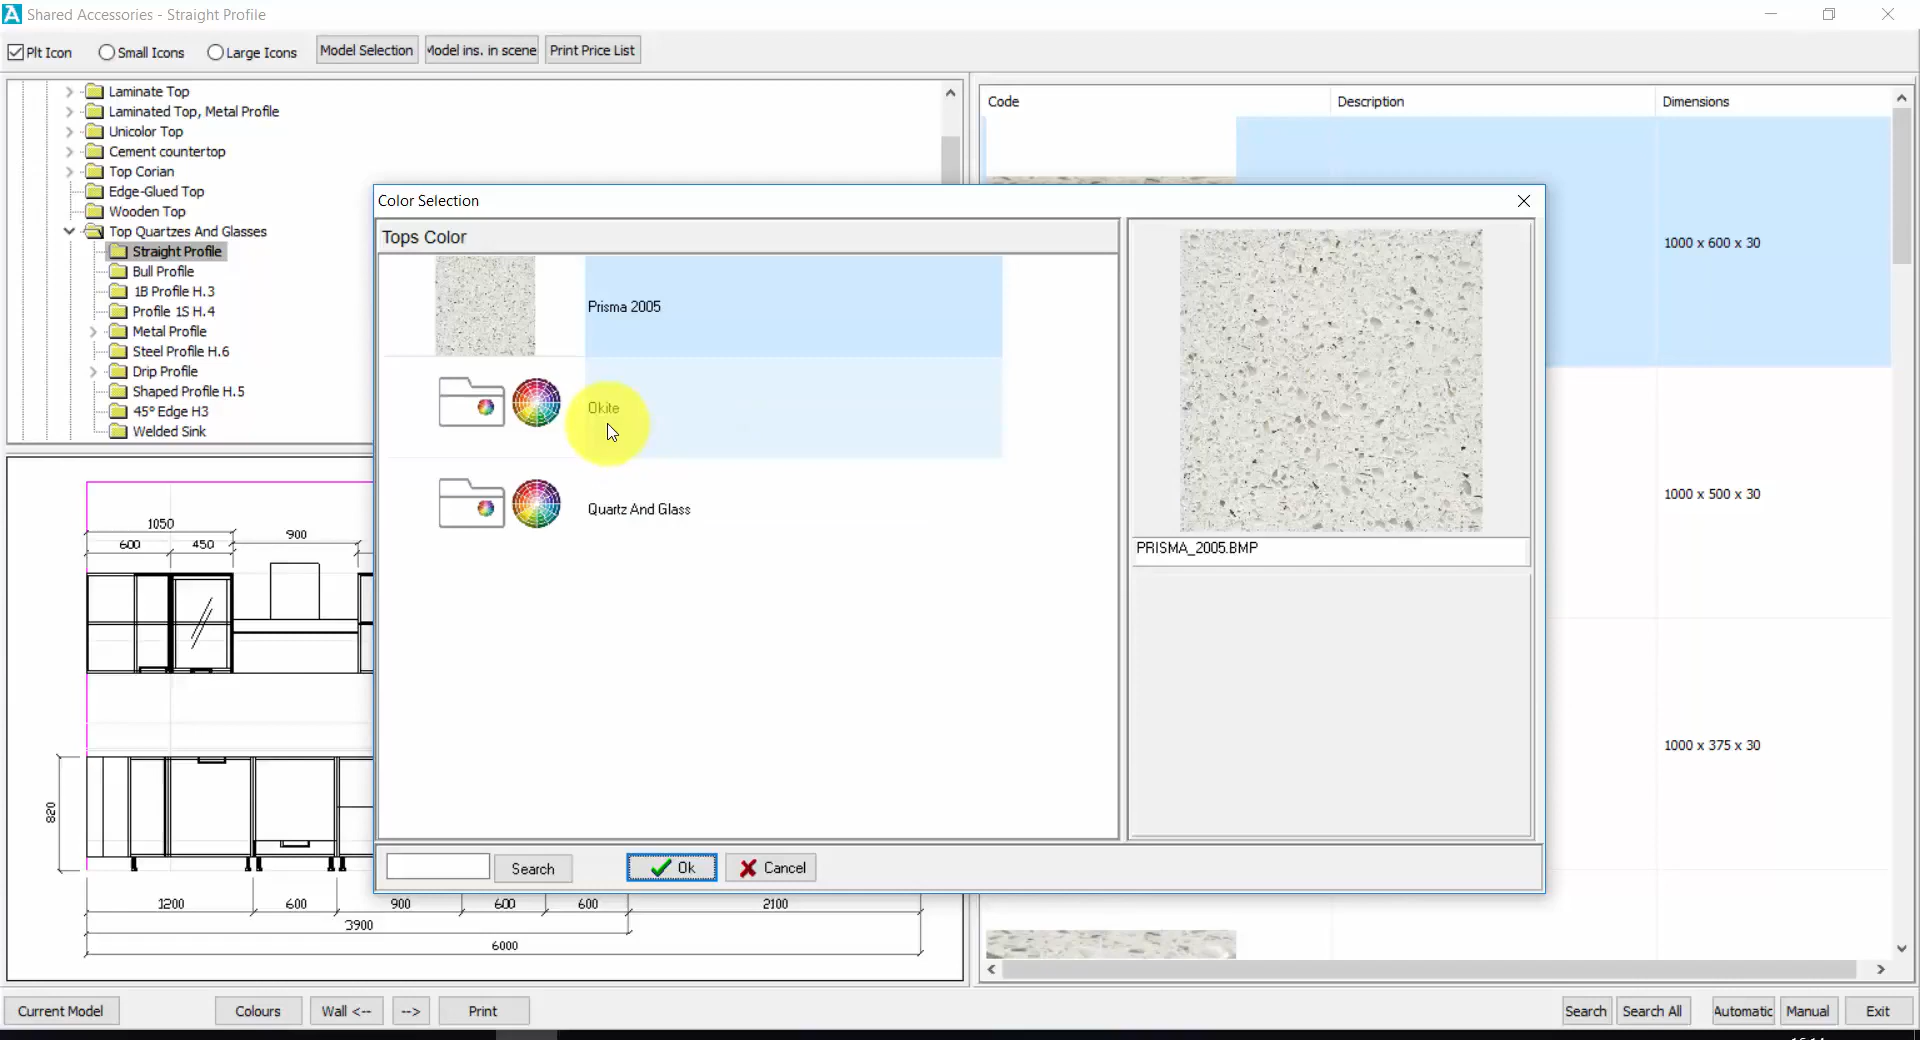 Shared Accessories - Straight Profile
Plt Icon
Small Icons
Large Icons
Model Selection
Model ins. in scene
Print Price List
Laminate Top
Laminated Top, Metal Profile
Unicolor Top
Cement countertop
Top Corian
Edge-Glued Top
Wooden Top
Top Quartzes And Glasses
Straight Profile
Bull Profile
1B Profile H.3
Profile 1S H.4
Metal Profile
Steel Profile H.6
Drip Profile
Shaped Profile H.5
45° Edge H3
Welded Sink
Code
Description
Dimensions
1000 x 600 x 30
1000 x 500 x 30
1000 x 375 x 30
Color Selection
Tops Color
Prisma 2005
Okite
Quartz And Glass
PRISMA_2005.BMP
Search
Ok
Cancel
1050
600
450
900
820
1200
600
900
600
600
2100
3900
6000
Current Model
Colours
Wall <--
-->
Print
Search
Search All
Automatic
Manual
Exit